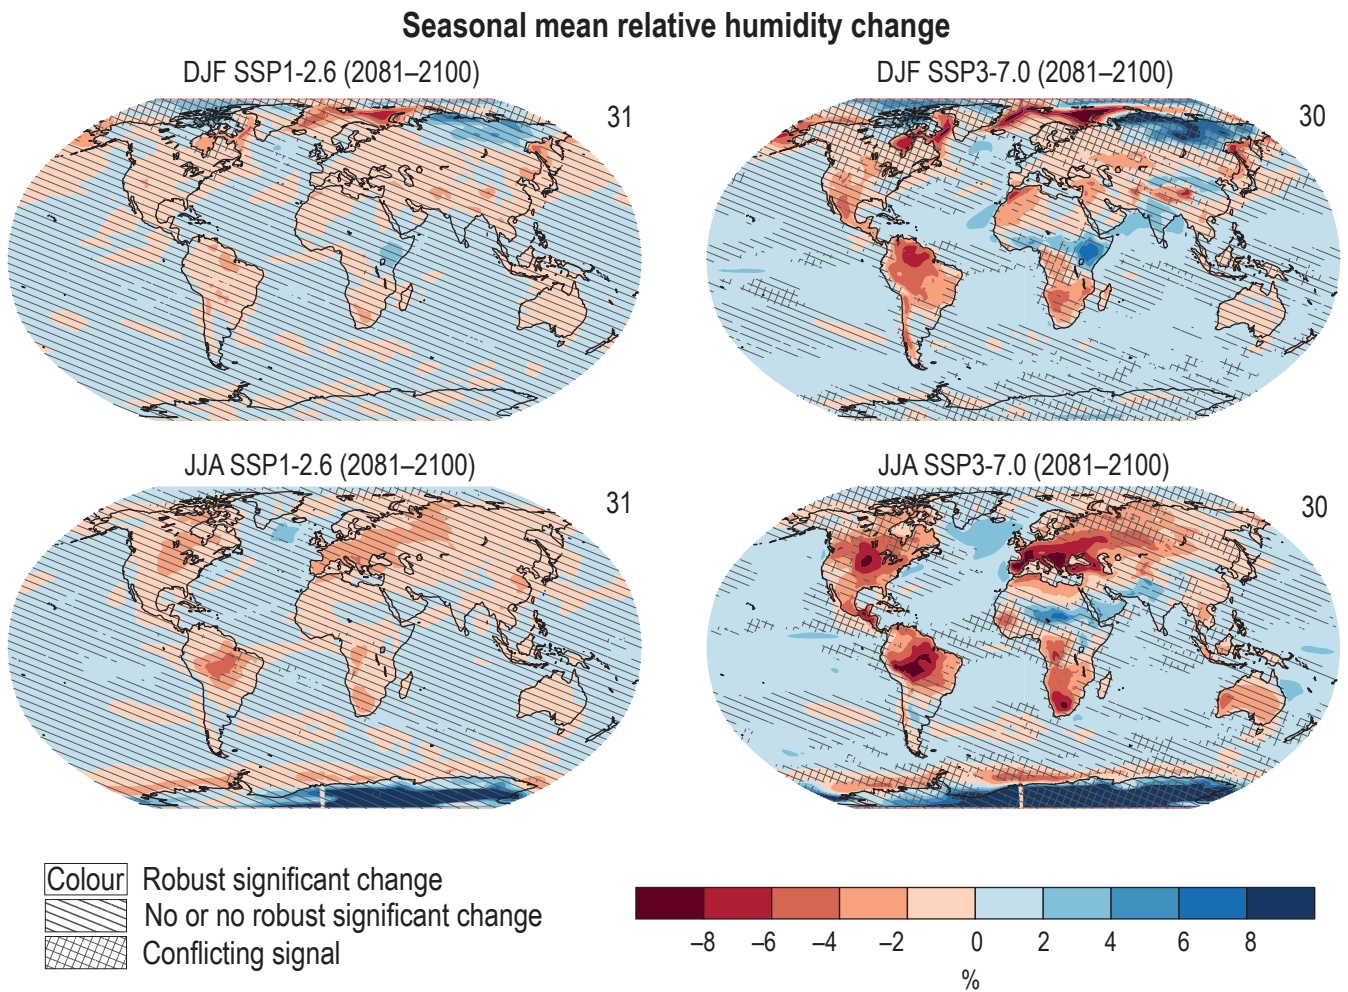 Seasonal mean relative humidity change
DJF SSP1-2.6 (2081–2100)
31
DJF SSP3-7.0 (2081–2100)
30
JJA SSP1-2.6 (2081–2100)
31
JJA SSP3-7.0 (2081–2100)
30
Colour Robust significant change
No or no robust significant change
Conflicting signal
–8 –6 –4 –2 0 2 4 6 8
%